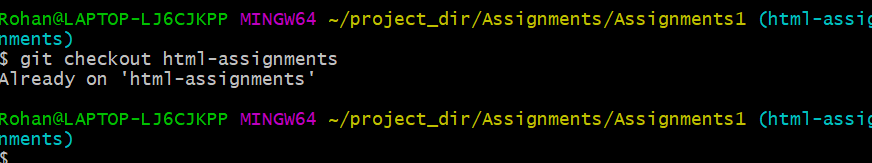 Rohan@LAPTOP-LJ6CJKPP MINGW64 ~/project_dir/Assignments/Assignments1 (html-assig
nments)
$ git checkout html-assignments
Already on 'html-assignments'
Rohan@LAPTOP-LJ6CJKPP MINGW64 ~/project_dir/Assignments/Assignments1 (html-assig
nments)
$